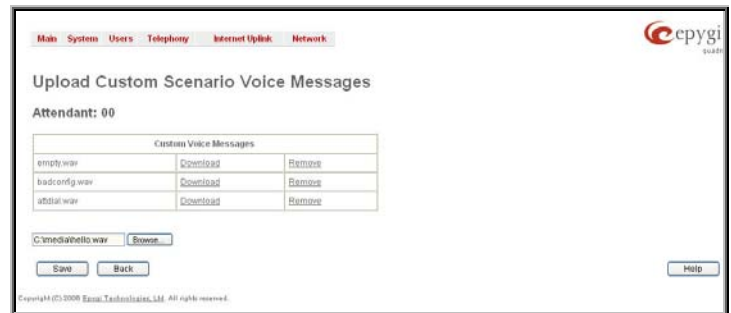 Main System Users Telephony Internet Uplink Network
epygi
quadro
Upload Custom Scenario Voice Messages
Attendant: 00
Custom Voice Messages
empty.wav Download Remove
badconfig.wav Download Remove
attdial.wav Download Remove
C:\media\hello.wav Browse...
Save Back Help
Copyright (C) 2008 Epygi Technologies, Ltd. All rights reserved.